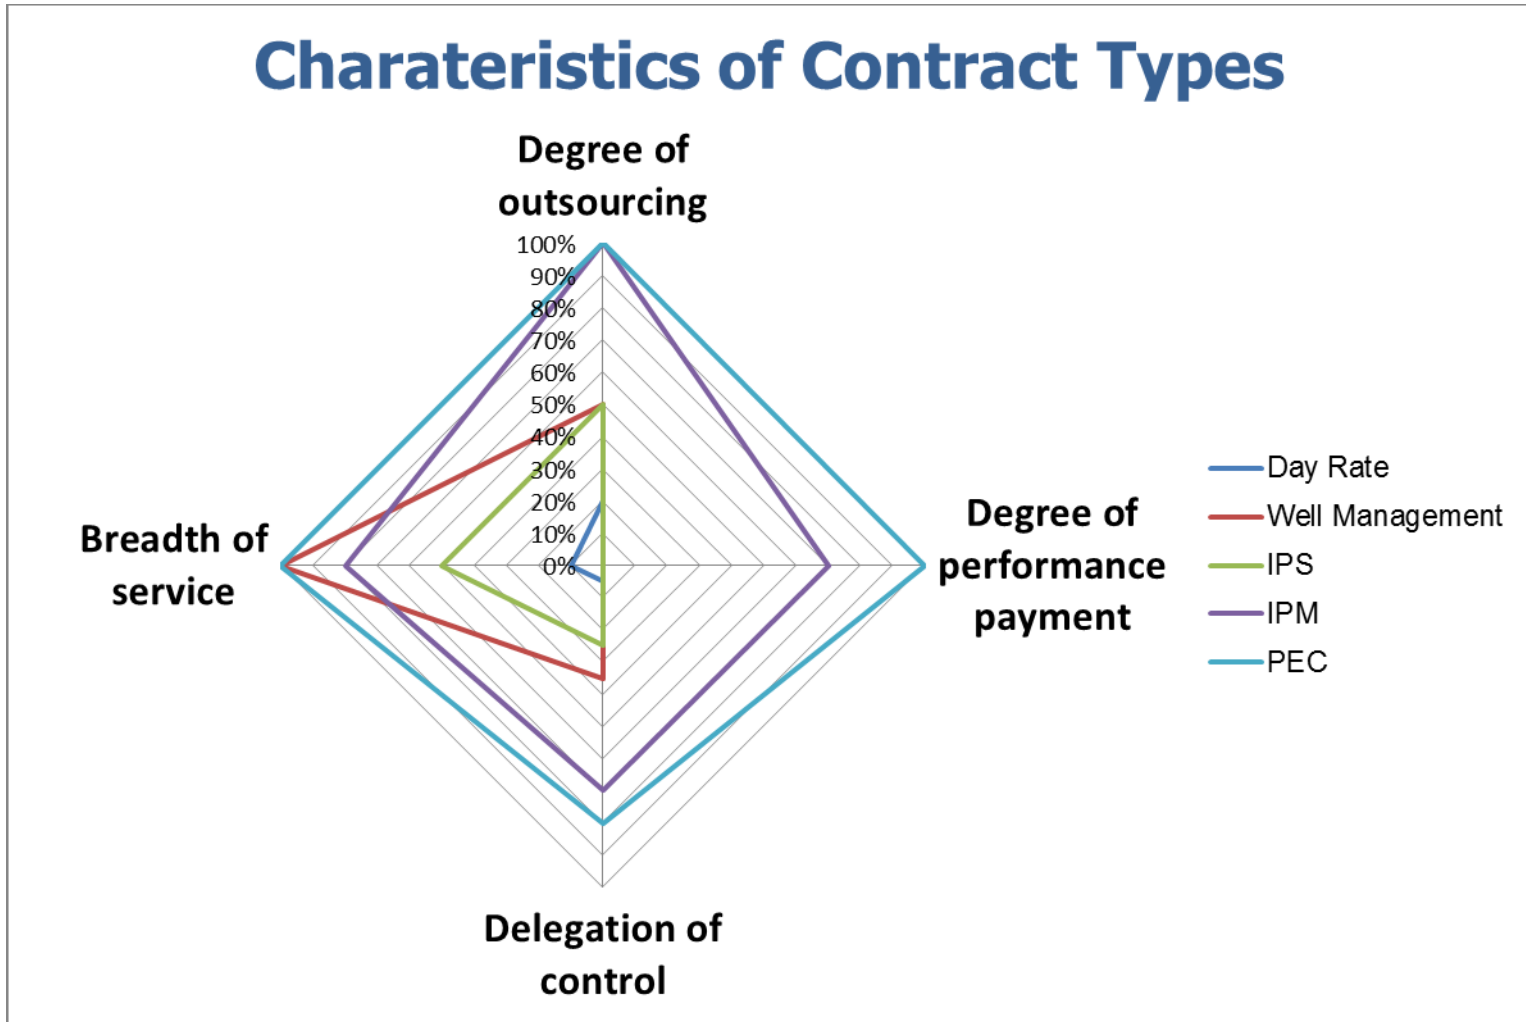 Charateristics of Contract Types
Degree of
outsourcing
100%
90%
80%
70%
60%
50%
40%
30%
20%
10%
0%
Degree of
performance
payment
Breadth of
service
Delegation of
control
Day Rate
Well Management
IPS
IPM
PEC